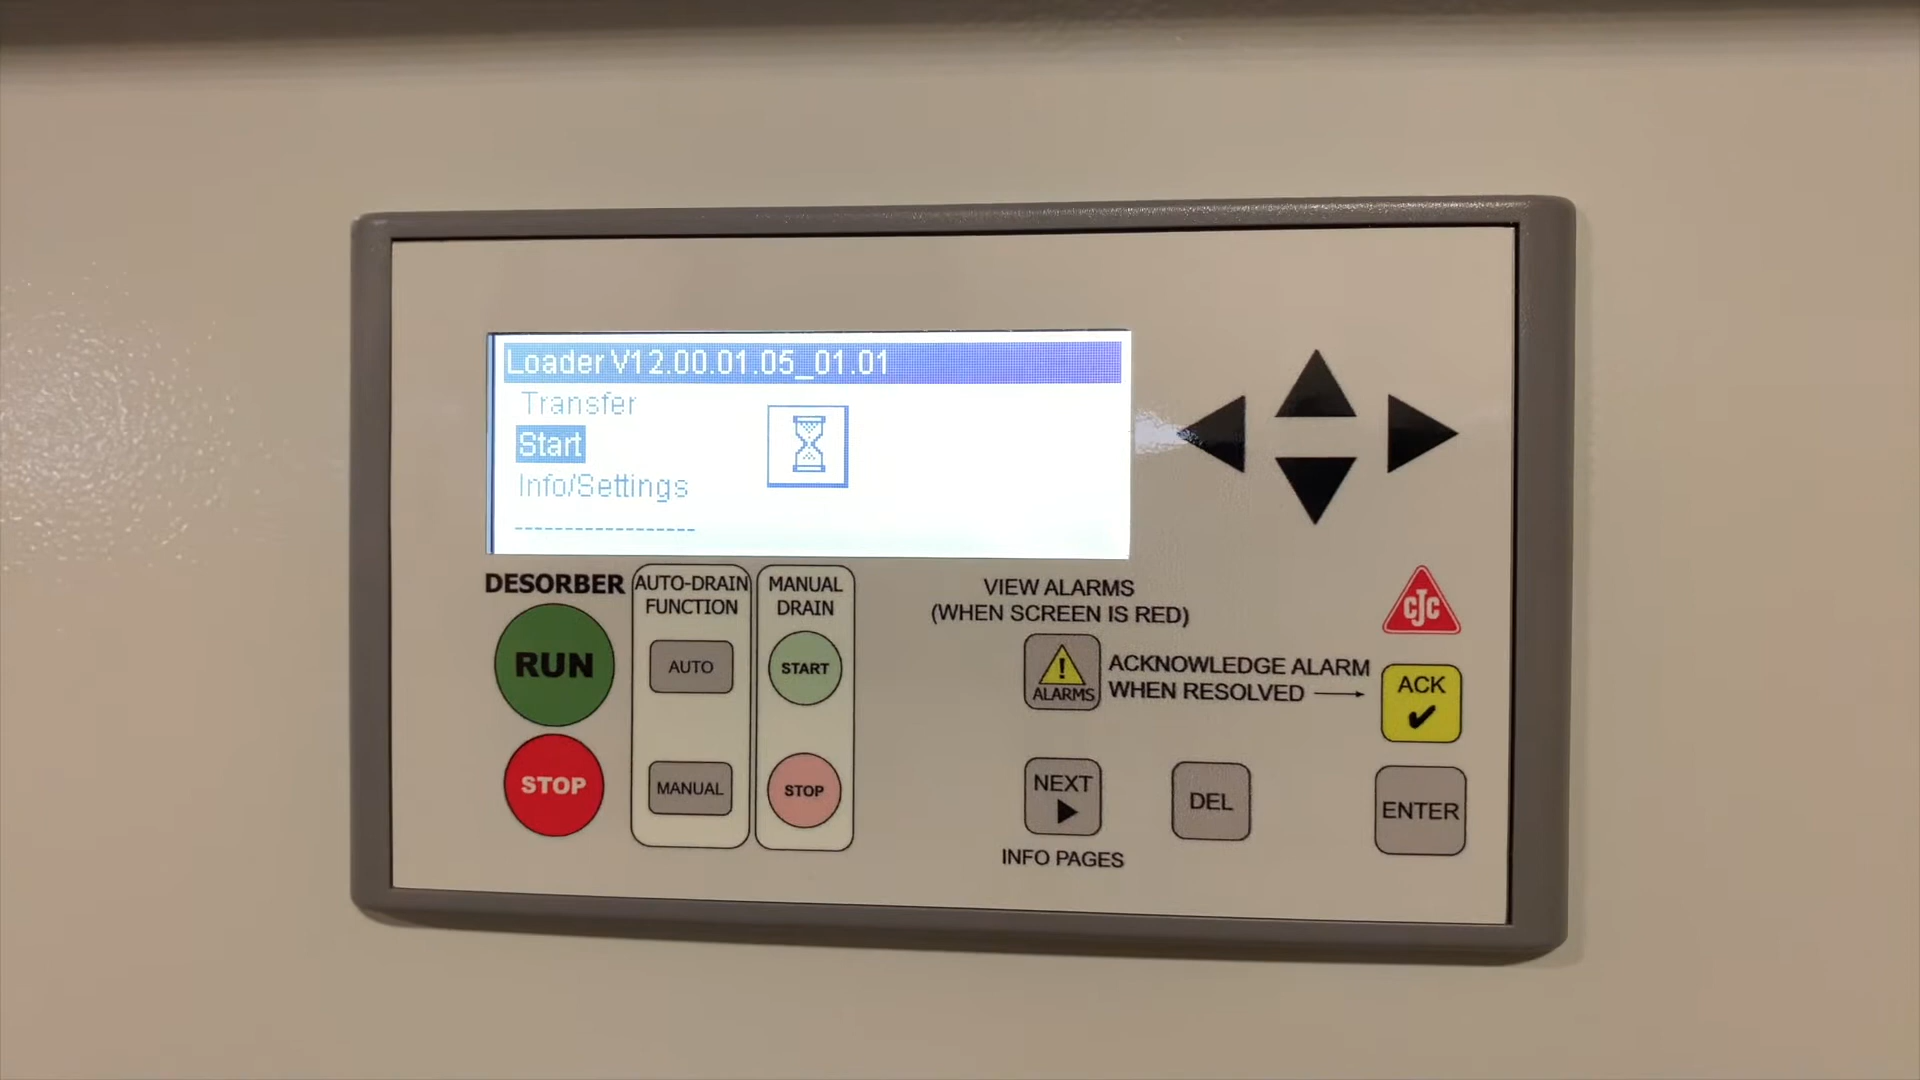 Loader V12.00.01.05_01.01
Transfer
Start
Info/Settings
------------------
DESORBER
RUN
STOP
AUTO-DRAIN
FUNCTION
AUTO
MANUAL
MANUAL
DRAIN
START
STOP
VIEW ALARMS
(WHEN SCREEN IS RED)
!
ALARMS
ACKNOWLEDGE ALARM
WHEN RESOLVED
CJC
ACK
NEXT
INFO PAGES
DEL
ENTER